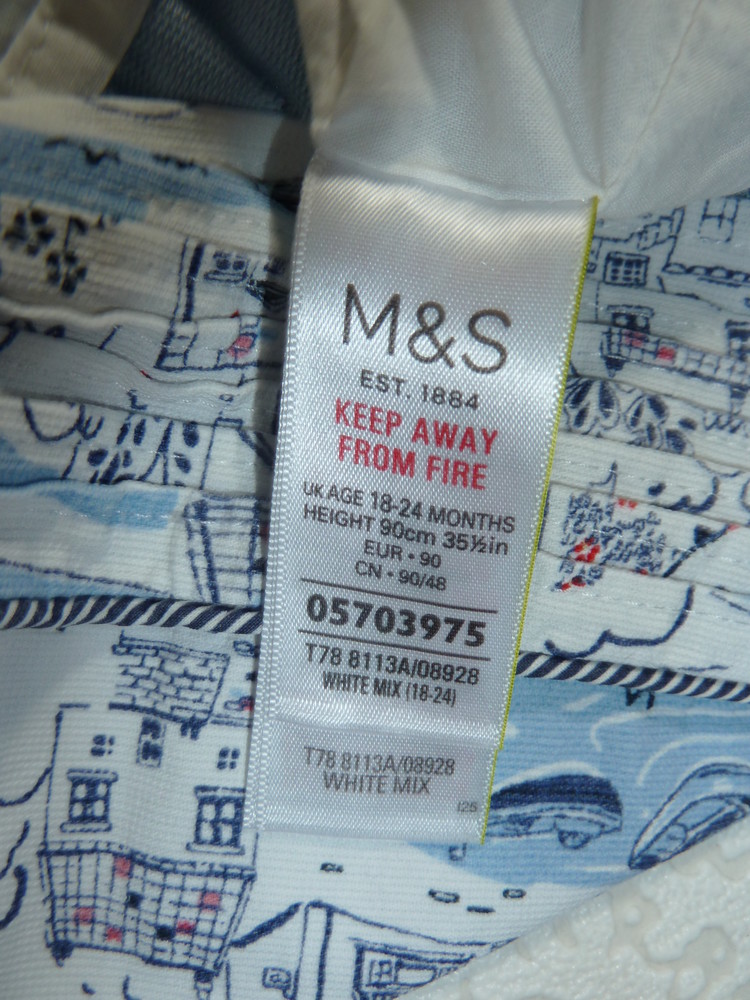 M&S
EST. 1884
KEEP AWAY
FROM FIRE
UK AGE 18-24 MONTHS
HEIGHT 90cm 35½in
EUR • 90
CN • 90/48
05703975
T78 8113A/08928
WHITE MIX (18-24)
T78 8113A/08928
WHITE MIX
I25